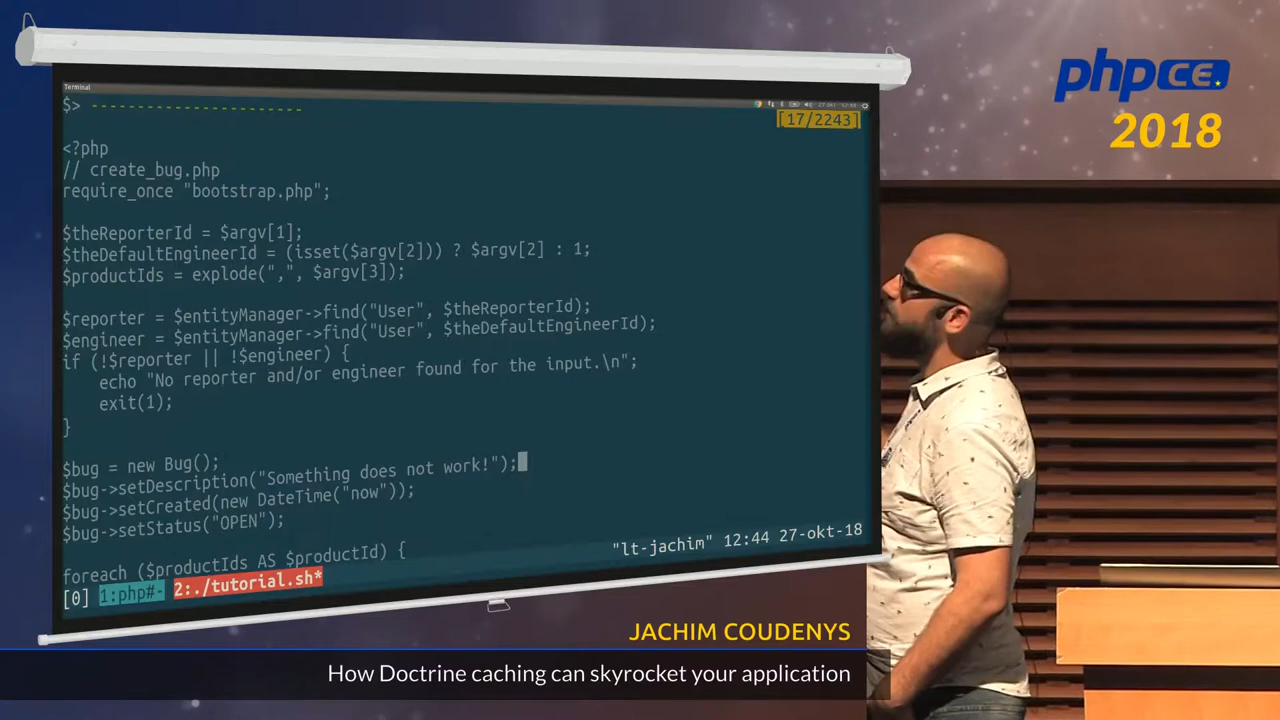 Terminal
$> -----------------------
[17/2243]
<?php
// create_bug.php
require_once "bootstrap.php";
$theReporterId = $argv[1];
$theDefaultEngineerId = (isset($argv[2])) ? $argv[2] : 1;
$productIds = explode(",", $argv[3]);
$reporter = $entityManager->find("User", $theReporterId);
$engineer = $entityManager->find("User", $theDefaultEngineerId);
if (!$reporter || !$engineer) {
    echo "No reporter and/or engineer found for the input.\n";
    exit(1);
}
$bug = new Bug();
$bug->setDescription("Something does not work!");
$bug->setCreated(new DateTime("now"));
$bug->setStatus("OPEN");
foreach ($productIds AS $productId) {
[0] 1:php#- 2:./tutorial.sh* "lt-jachim" 12:44 27-okt-18
phpce
2018
JACHIM COUDENYS
How Doctrine caching can skyrocket your application